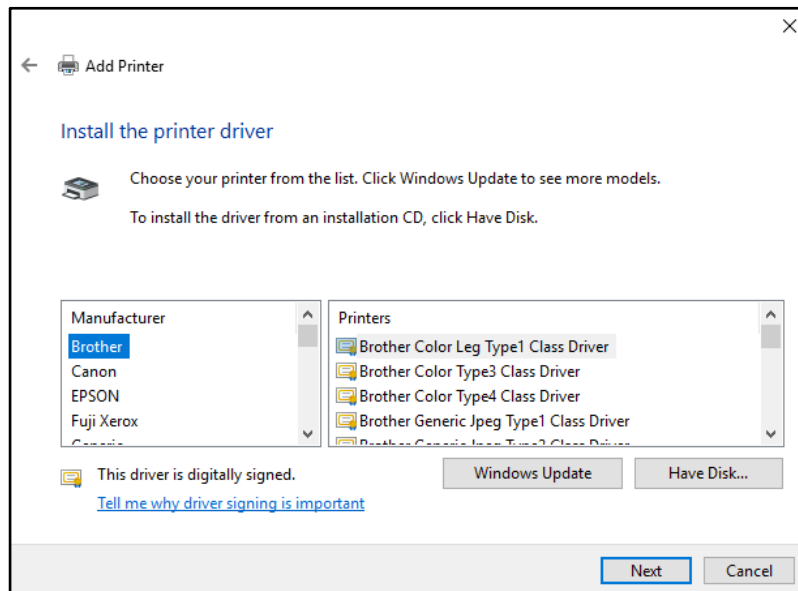 Add Printer
Install the printer driver
Choose your printer from the list. Click Windows Update to see more models.
To install the driver from an installation CD, click Have Disk.
Manufacturer
Brother
Canon
EPSON
Fuji Xerox
Printers
Brother Color Leg Type1 Class Driver
Brother Color Type3 Class Driver
Brother Color Type4 Class Driver
Brother Generic Jpeg Type1 Class Driver
This driver is digitally signed.
Tell me why driver signing is important
Windows Update
Have Disk...
Next
Cancel